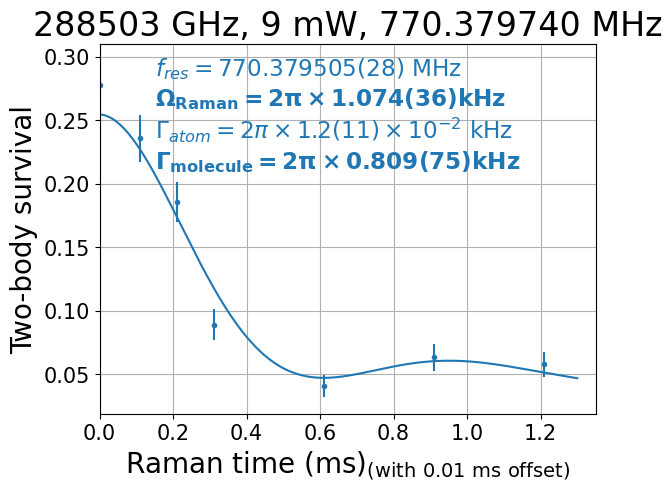 288503 GHz, 9 mW, 770.379740 MHz
f_res = 770.379505(28) MHz
Ω_Raman = 2π × 1.074(36)kHz
Γ_atom = 2π × 1.2(11) × 10⁻² kHz
Γ_molecule = 2π × 0.809(75)kHz
0.30
0.25
0.20
0.15
0.10
0.05
Two-body survival
0.0 0.2 0.4 0.6 0.8 1.0 1.2
Raman time (ms)(with 0.01 ms offset)